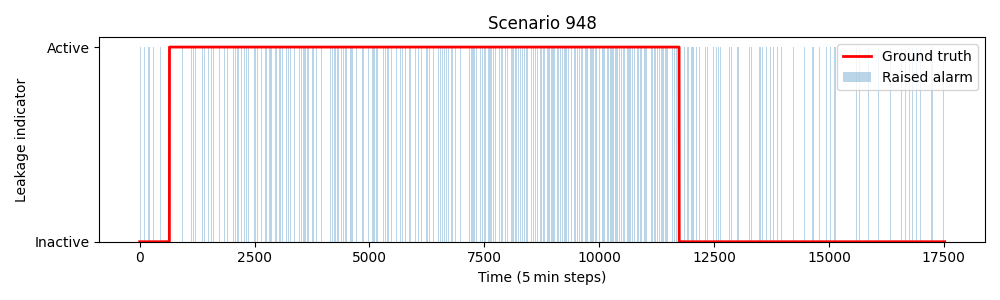 Scenario 948
Active
Inactive
Leakage indicator
Ground truth
Raised alarm
0 2500 5000 7500 10000 12500 15000 17500
Time (5 min steps)